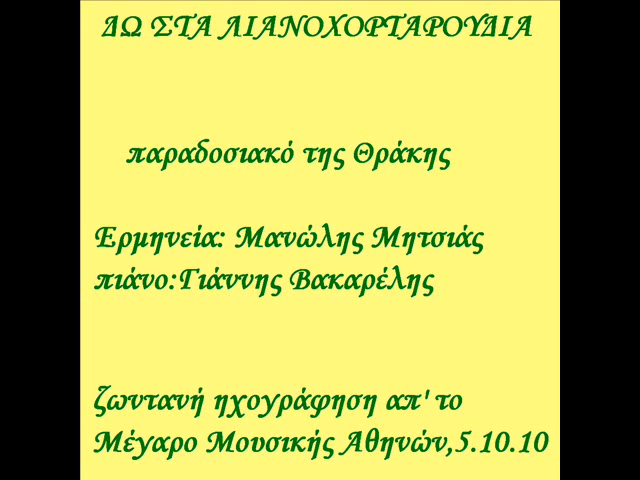 ΔΩ ΣΤΑ ΛΙΑΝΟΧΟΡΤΑΡΟΥΔΙΑ
παραδοσιακό της Θράκης
Ερμηνεία: Μανώλης Μητσιάς
πιάνο:Γιάννης Βακαρέλης
ζωντανή ηχογράφηση απ' το
Μέγαρο Μουσικής Αθηνών,5.10.10